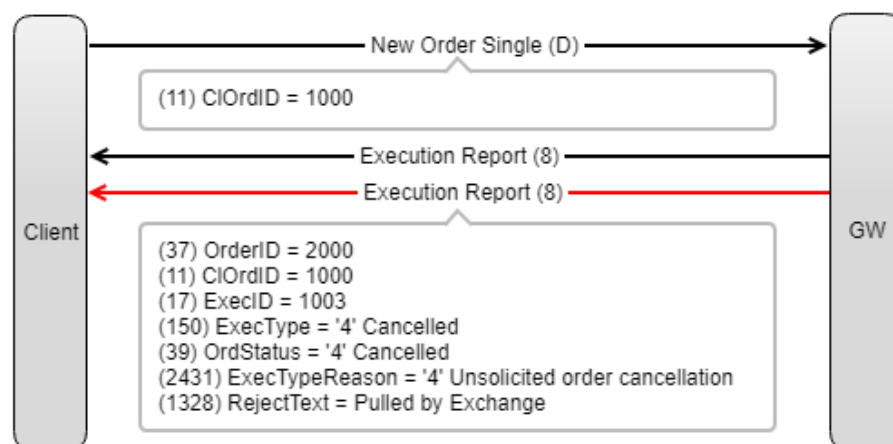 New Order Single (D)
(11) ClOrdID = 1000
Execution Report (8)
Execution Report (8)
Client
GW
(37) OrderID = 2000
(11) ClOrdID = 1000
(17) ExecID = 1003
(150) ExecType = '4' Cancelled
(39) OrdStatus = '4' Cancelled
(2431) ExecTypeReason = '4' Unsolicited order cancellation
(1328) RejectText = Pulled by Exchange